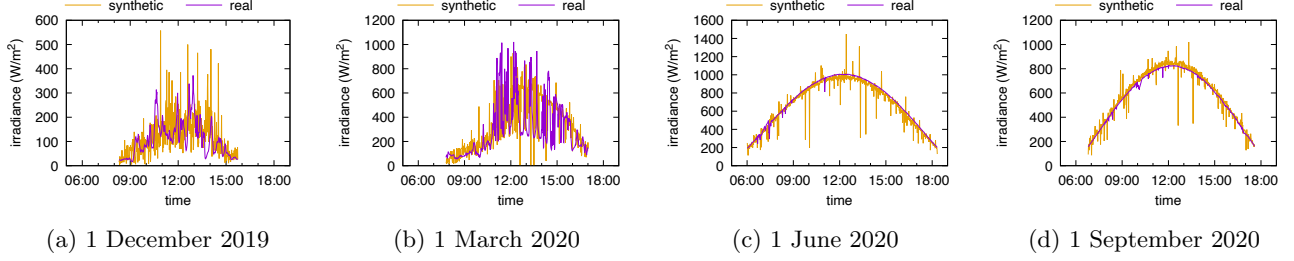 synthetic real
irradiance (W/m²)
600
500
400
300
200
100
0
06:00 09:00 12:00 15:00 18:00
time
(a) 1 December 2019
synthetic real
irradiance (W/m²)
1200
1000
800
600
400
200
0
06:00 09:00 12:00 15:00 18:00
time
(b) 1 March 2020
synthetic real
irradiance (W/m²)
1600
1400
1200
1000
800
600
400
200
0
06:00 09:00 12:00 15:00 18:00
time
(c) 1 June 2020
synthetic real
irradiance (W/m²)
1200
1000
800
600
400
200
0
06:00 09:00 12:00 15:00 18:00
time
(d) 1 September 2020